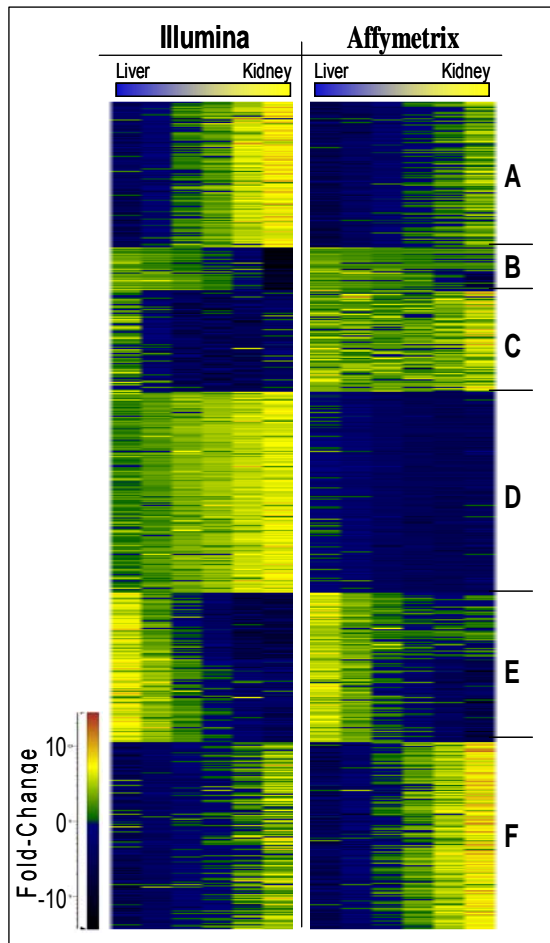 Illumina
Affymetrix
Liver
Kidney
Liver
Kidney
A
B
C
D
E
F
10
0
-10
Fold-Change